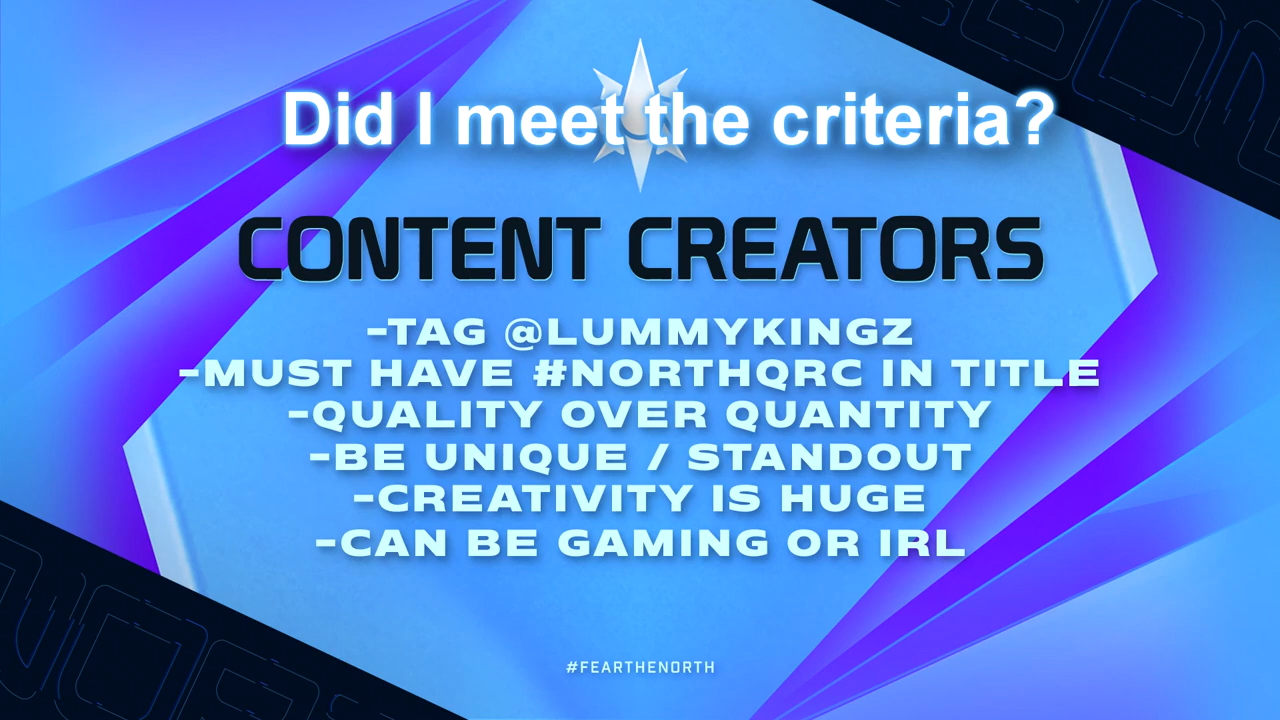 Did I meet the criteria?
CONTENT CREATORS
-TAG @LUMMYKINGZ
-MUST HAVE #NORTHQRC IN TITLE
-QUALITY OVER QUANTITY
-BE UNIQUE / STANDOUT
-CREATIVITY IS HUGE
-CAN BE GAMING OR IRL
#FEARTHENORTH